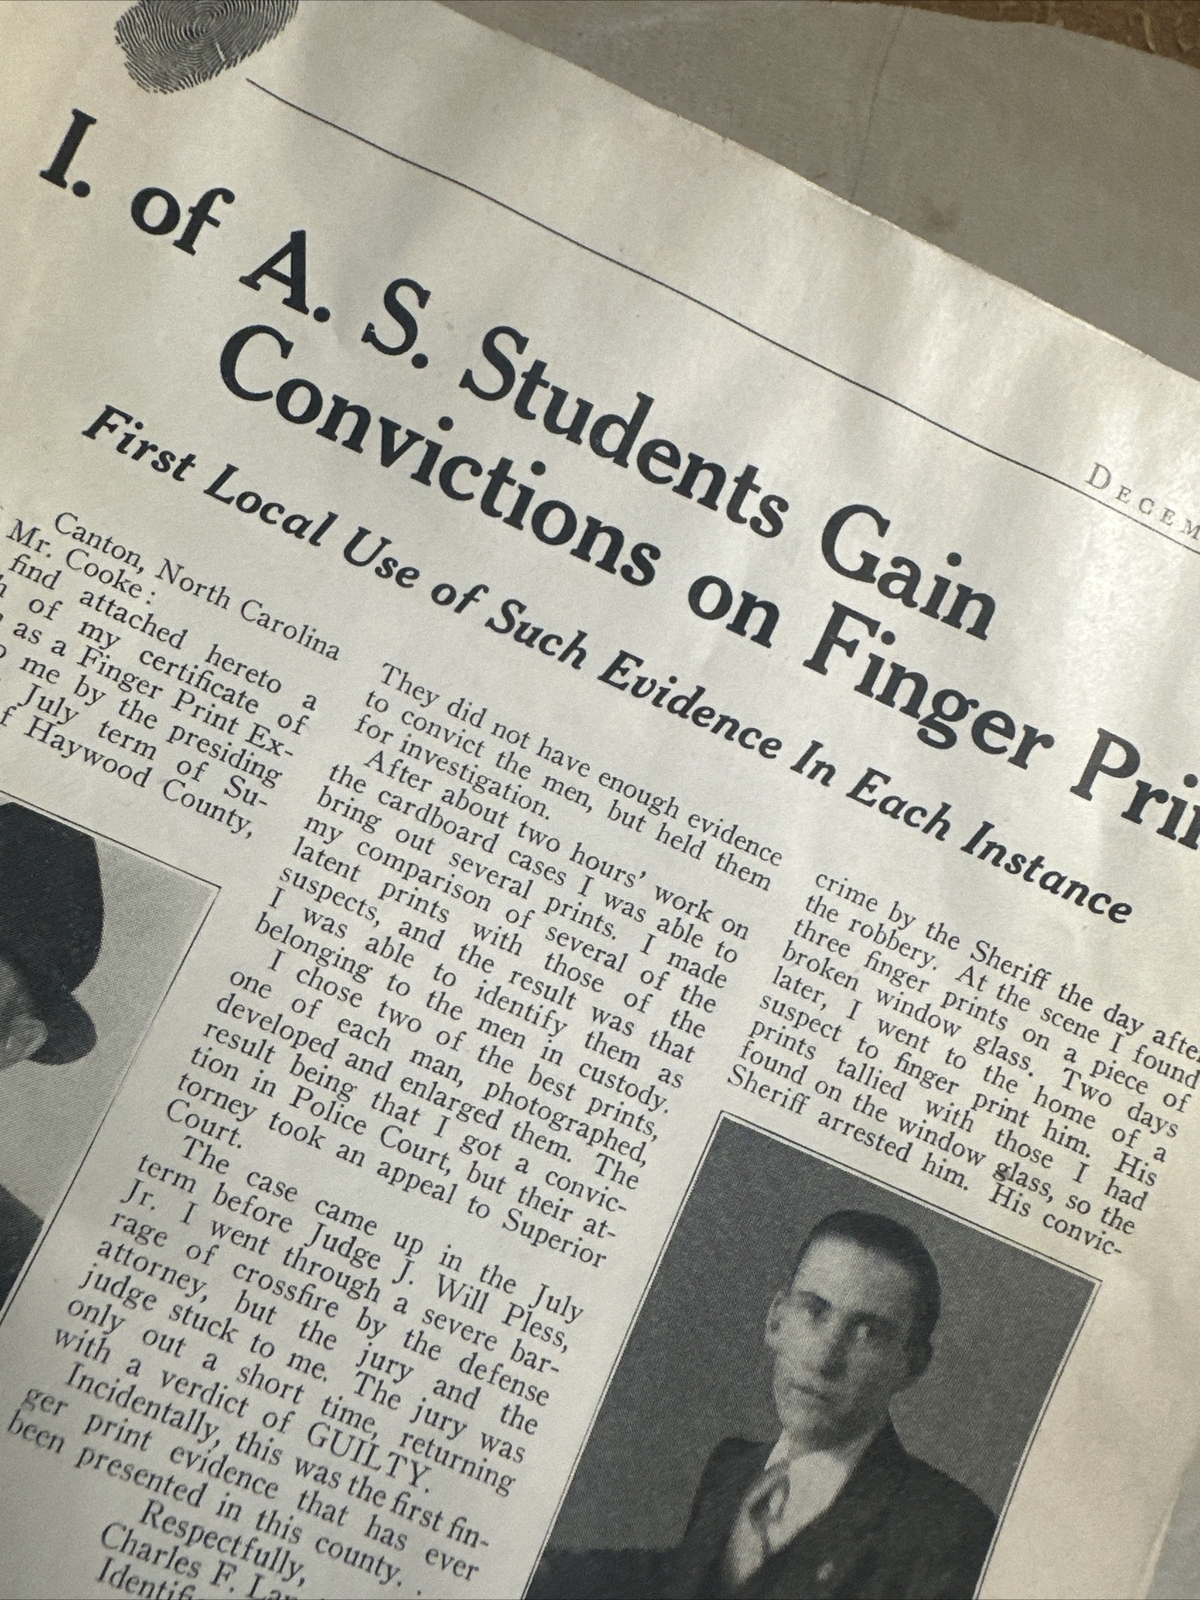 DECEM
I. of A. S. Students Gain
Convictions on Finger Pri
First Local Use of Such Evidence In Each Instance
Canton, North Carolina
Mr. Cooke:
find attached hereto a
of my certificate of
as a Finger Print Ex-
me by the presiding
July term of Su-
Haywood County,
They did not have enough evidence
to convict the men, but held them
for investigation.
After about two hours' work on
the cardboard cases I was able to
bring out several prints. I made
my comparison of several of the
latent prints with those of the
suspects, and the result was that
I was able to identify them as
belonging to the men in custody.
I chose two of the best prints,
one of each man, photographed,
developed and enlarged them. The
result being that I got a convic-
tion in Police Court, but their at-
torney took an appeal to Superior
Court.
The case came up in the July
term before Judge J. Will Pless,
Jr. I went through a severe bar-
rage of crossfire by the defense
attorney, but the jury and the
judge stuck to me. The jury was
only out a short time, returning
with a verdict of GUILTY.
Incidentally, this was the first fin-
ger print evidence that has ever
been presented in this county.
Respectfully,
Charles F.
crime by the Sheriff the day after
the robbery. At the scene I found
three finger prints on a piece of
broken window glass. Two days
later, I went to the home of a
suspect to finger print him. His
prints tallied with those I had
found on the window glass, so the
Sheriff arrested him. His convic-